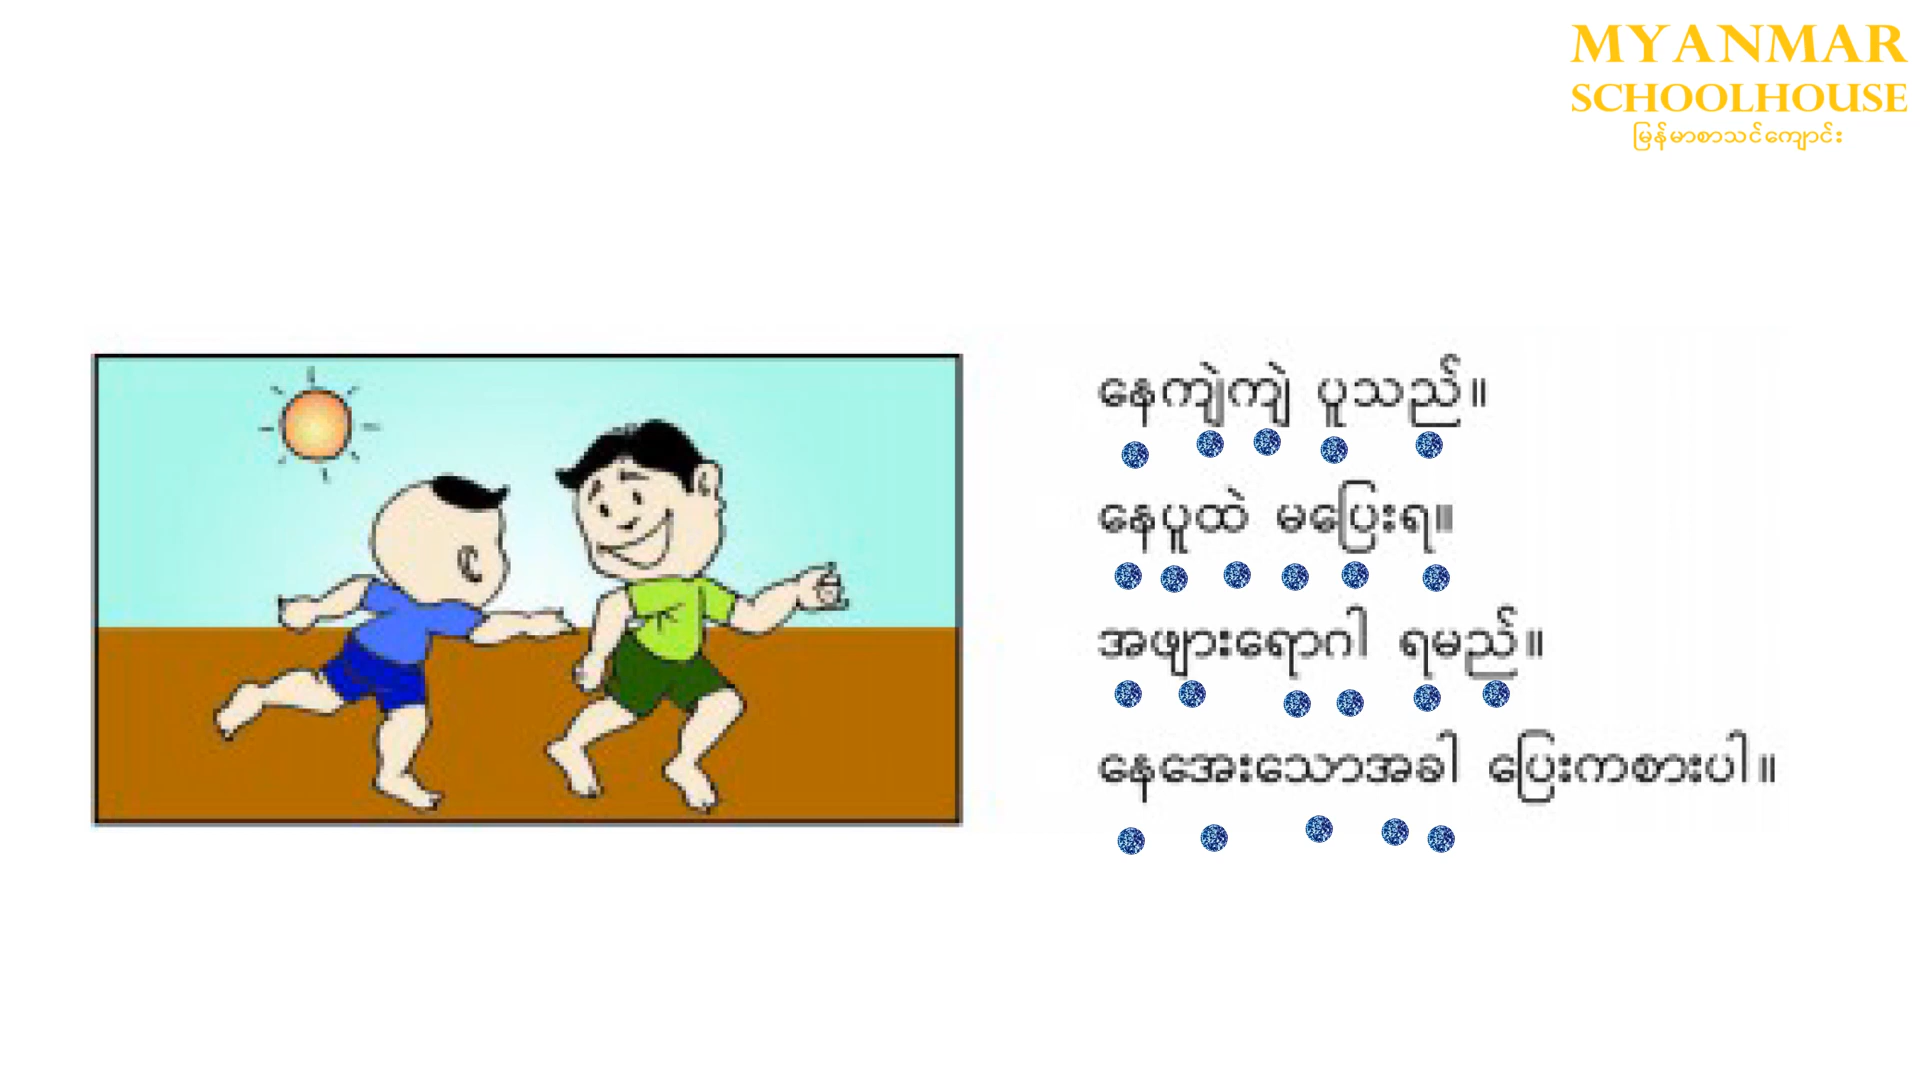 MYANMAR
SCHOOLHOUSE
မြန်မာစာသင်ကျောင်း
နေကျဲကျဲ ပူသည်။
နေပူထဲ မပြေးရ။
အဖျားရောဂါ ရမည်။
နေအေးသောအခါ ပြေးကစားပါ။